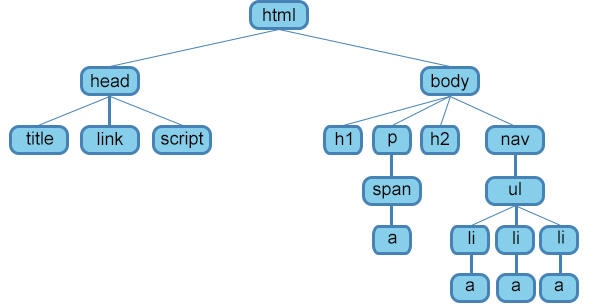 html
head body
title link script h1 p h2 nav
span ul
a li li li
a a a